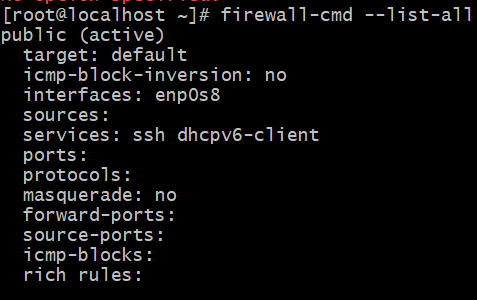 [root@localhost ~]# firewall-cmd --list-all
public (active)
  target: default
  icmp-block-inversion: no
  interfaces: enp0s8
  sources:
  services: ssh dhcpv6-client
  ports:
  protocols:
  masquerade: no
  forward-ports:
  source-ports:
  icmp-blocks:
  rich rules: